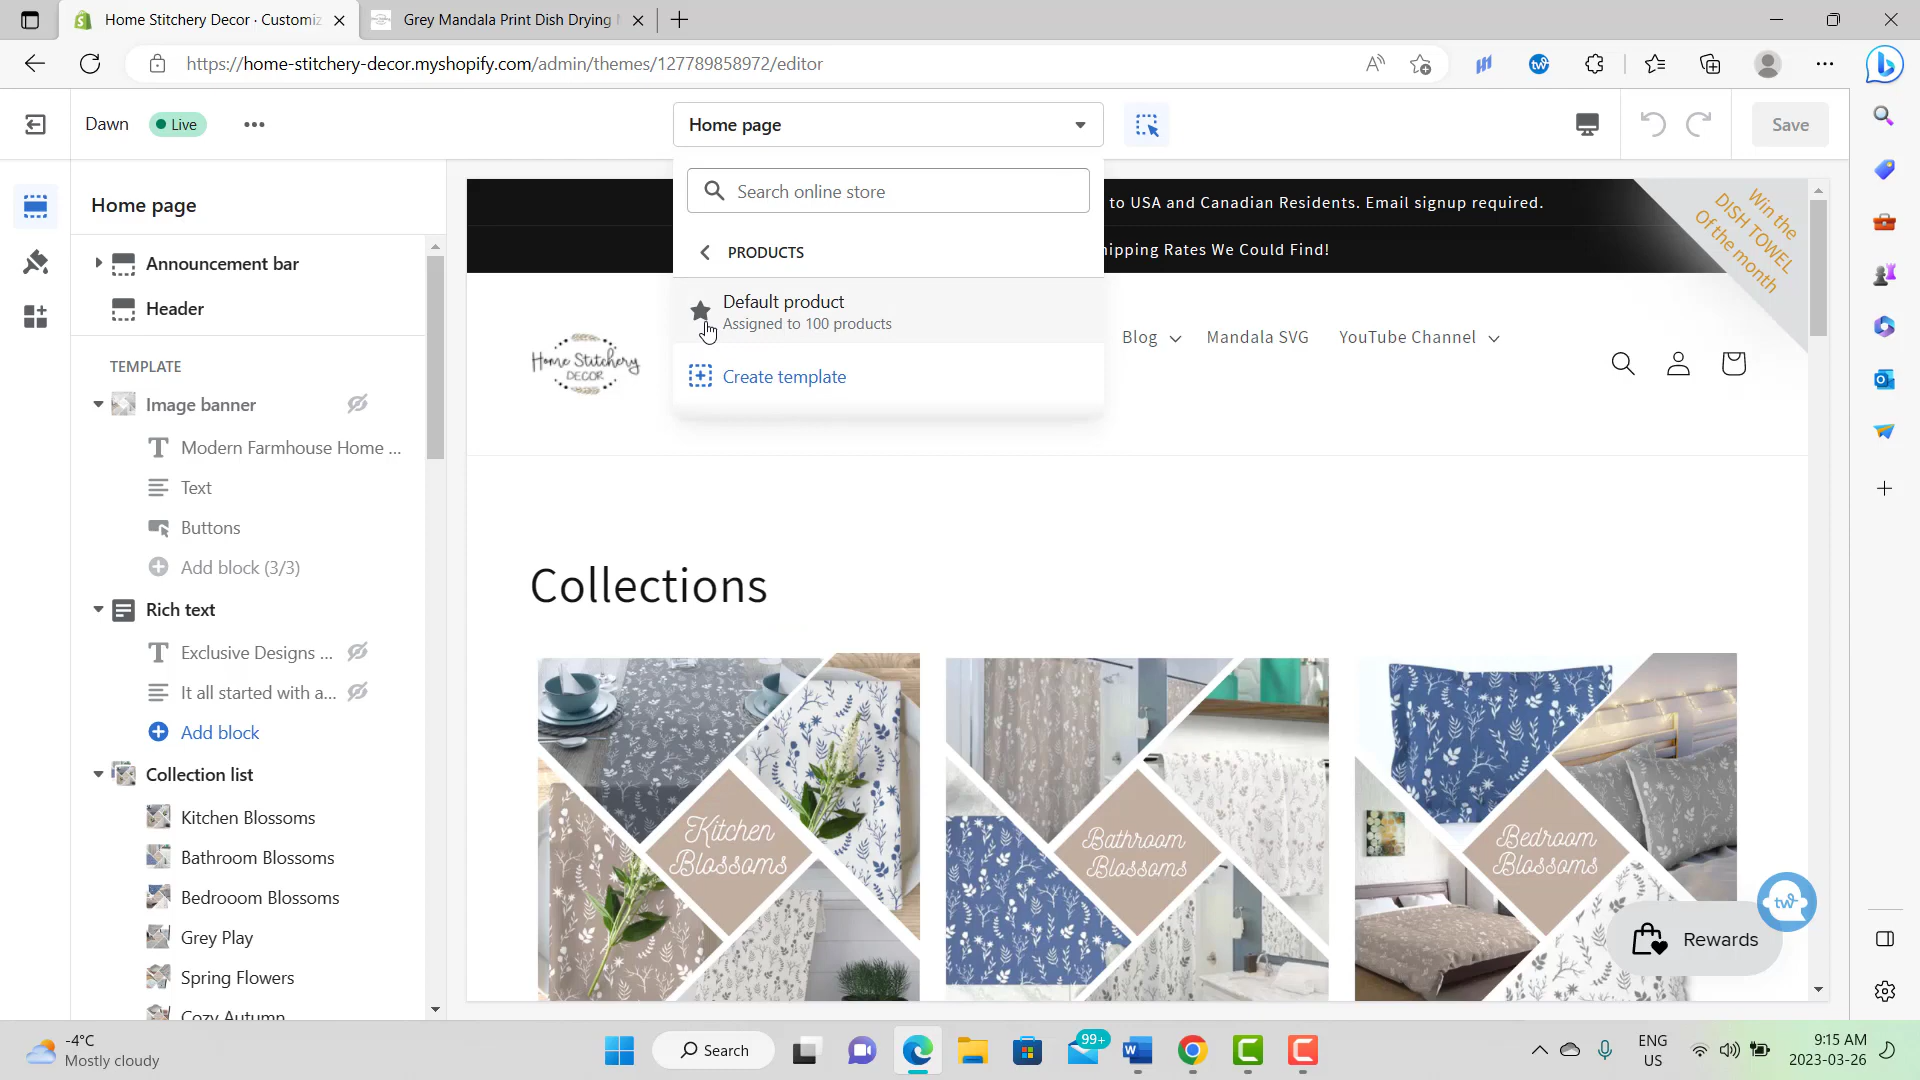 Home Stitchery Decor · Customiz
Grey Mandala Print Dish Drying
https://home-stitchery-decor.myshopify.com/admin/themes/127789858972/editor
Dawn
Live
Home page
Save
Search online store
PRODUCTS
Default product
Assigned to 100 products
Create template
Home page
Announcement bar
Header
TEMPLATE
Image banner
Modern Farmhouse Home ...
Text
Buttons
Add block (3/3)
Rich text
Exclusive Designs ...
It all started with a...
Add block
Collection list
Kitchen Blossoms
Bathroom Blossoms
Bedrooom Blossoms
Grey Play
Spring Flowers
Cozy Autumn
to USA and Canadian Residents. Email signup required.
hipping Rates We Could Find!
Win the
DISH TOWEL
Of the month
Home Stitchery
DECOR
Blog
Mandala SVG
YouTube Channel
Collections
Kitchen
Blossoms
Bathroom
Blossoms
Bedroom
Blossoms
tw
Rewards
-4°C
Mostly cloudy
Search
99+
ENG
US
9:15 AM
2023-03-26